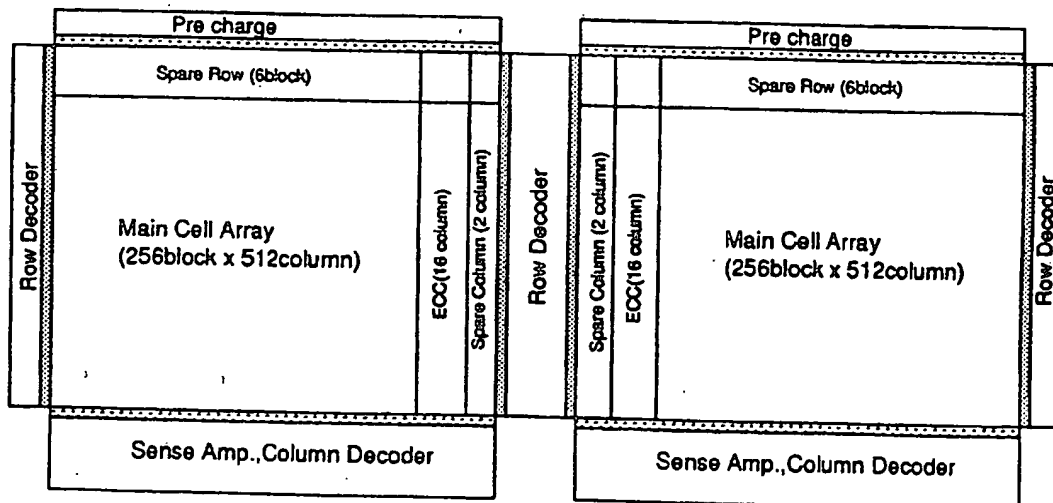 Pre charge
Spare Row (6block)
Row Decoder
Main Cell Array
(256block x 512column)
ECC(16 column)
Spare Column (2 column)
Row Decoder
Sense Amp.,Column Decoder
Pre charge
Spare Row (6block)
Spare Column (2 column)
ECC(16 column)
Main Cell Array
(256block x 512column)
Row Decoder
Sense Amp.,Column Decoder